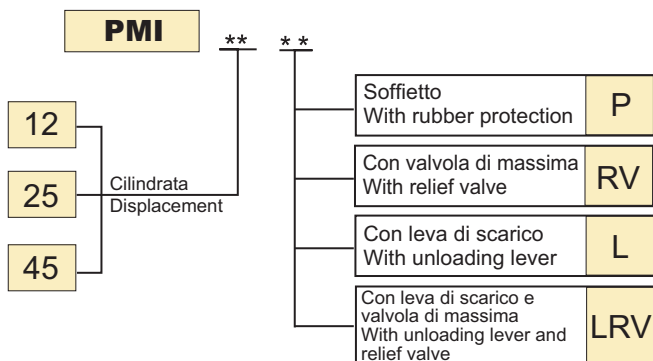 PMI ** **
12
25
45
Cilindrata
Displacement
Soffietto
With rubber protection
P
Con valvola di massima
With relief valve
RV
Con leva di scarico
With unloading lever
L
Con leva di scarico e
valvola di massima
With unloading lever and
relief valve
LRV